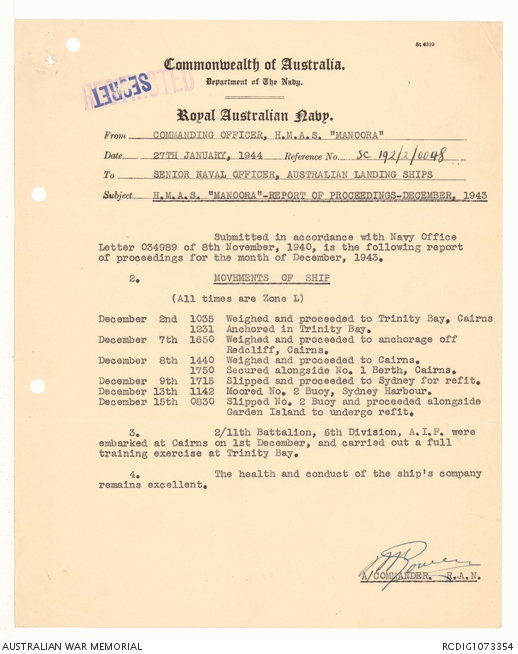 St 6339
Commonwealth of Australia.
Department of The Navy.
RESTRICTED
SECRET
Royal Australian Navy.
From COMMANDING OFFICER, H.M.A.S. "MANOORA"
Date 27TH JANUARY, 1944 Reference No. SC 192/2/0048
To SENIOR NAVAL OFFICER, AUSTRALIAN LANDING SHIPS
Subject H.M.A.S. "MANOORA"-REPORT OF PROCEEDINGS-DECEMBER, 1943
Submitted in accordance with Navy Office
Letter 034989 of 8th November, 1940, is the following report
of proceedings for the month of December, 1943.
2. MOVEMENTS OF SHIP
(All times are Zone L)
December 2nd 1035 Weighed and proceeded to Trinity Bay, Cairns
1231 Anchored in Trinity Bay.
December 7th 1650 Weighed and proceeded to anchorage off
Redcliff, Cairns.
December 8th 1440 Weighed and proceeded to Cairns.
1750 Secured alongside No. 1 Berth, Cairns.
December 9th 1715 Slipped and proceeded to Sydney for refit.
December 13th 1142 Moored No. 2 Buoy, Sydney Harbour.
December 15th 0830 Slipped No. 2 Buoy and proceeded alongside
Garden Island to undergo refit.
3. 2/11th Battalion, 6th Division, A.I.F. were
embarked at Cairns on 1st December, and carried out a full
training exercise at Trinity Bay.
4. The health and conduct of the ship's company
remains excellent.
A/COMMANDER. R.A.N.
AUSTRALIAN WAR MEMORIAL
RCDIG1073354